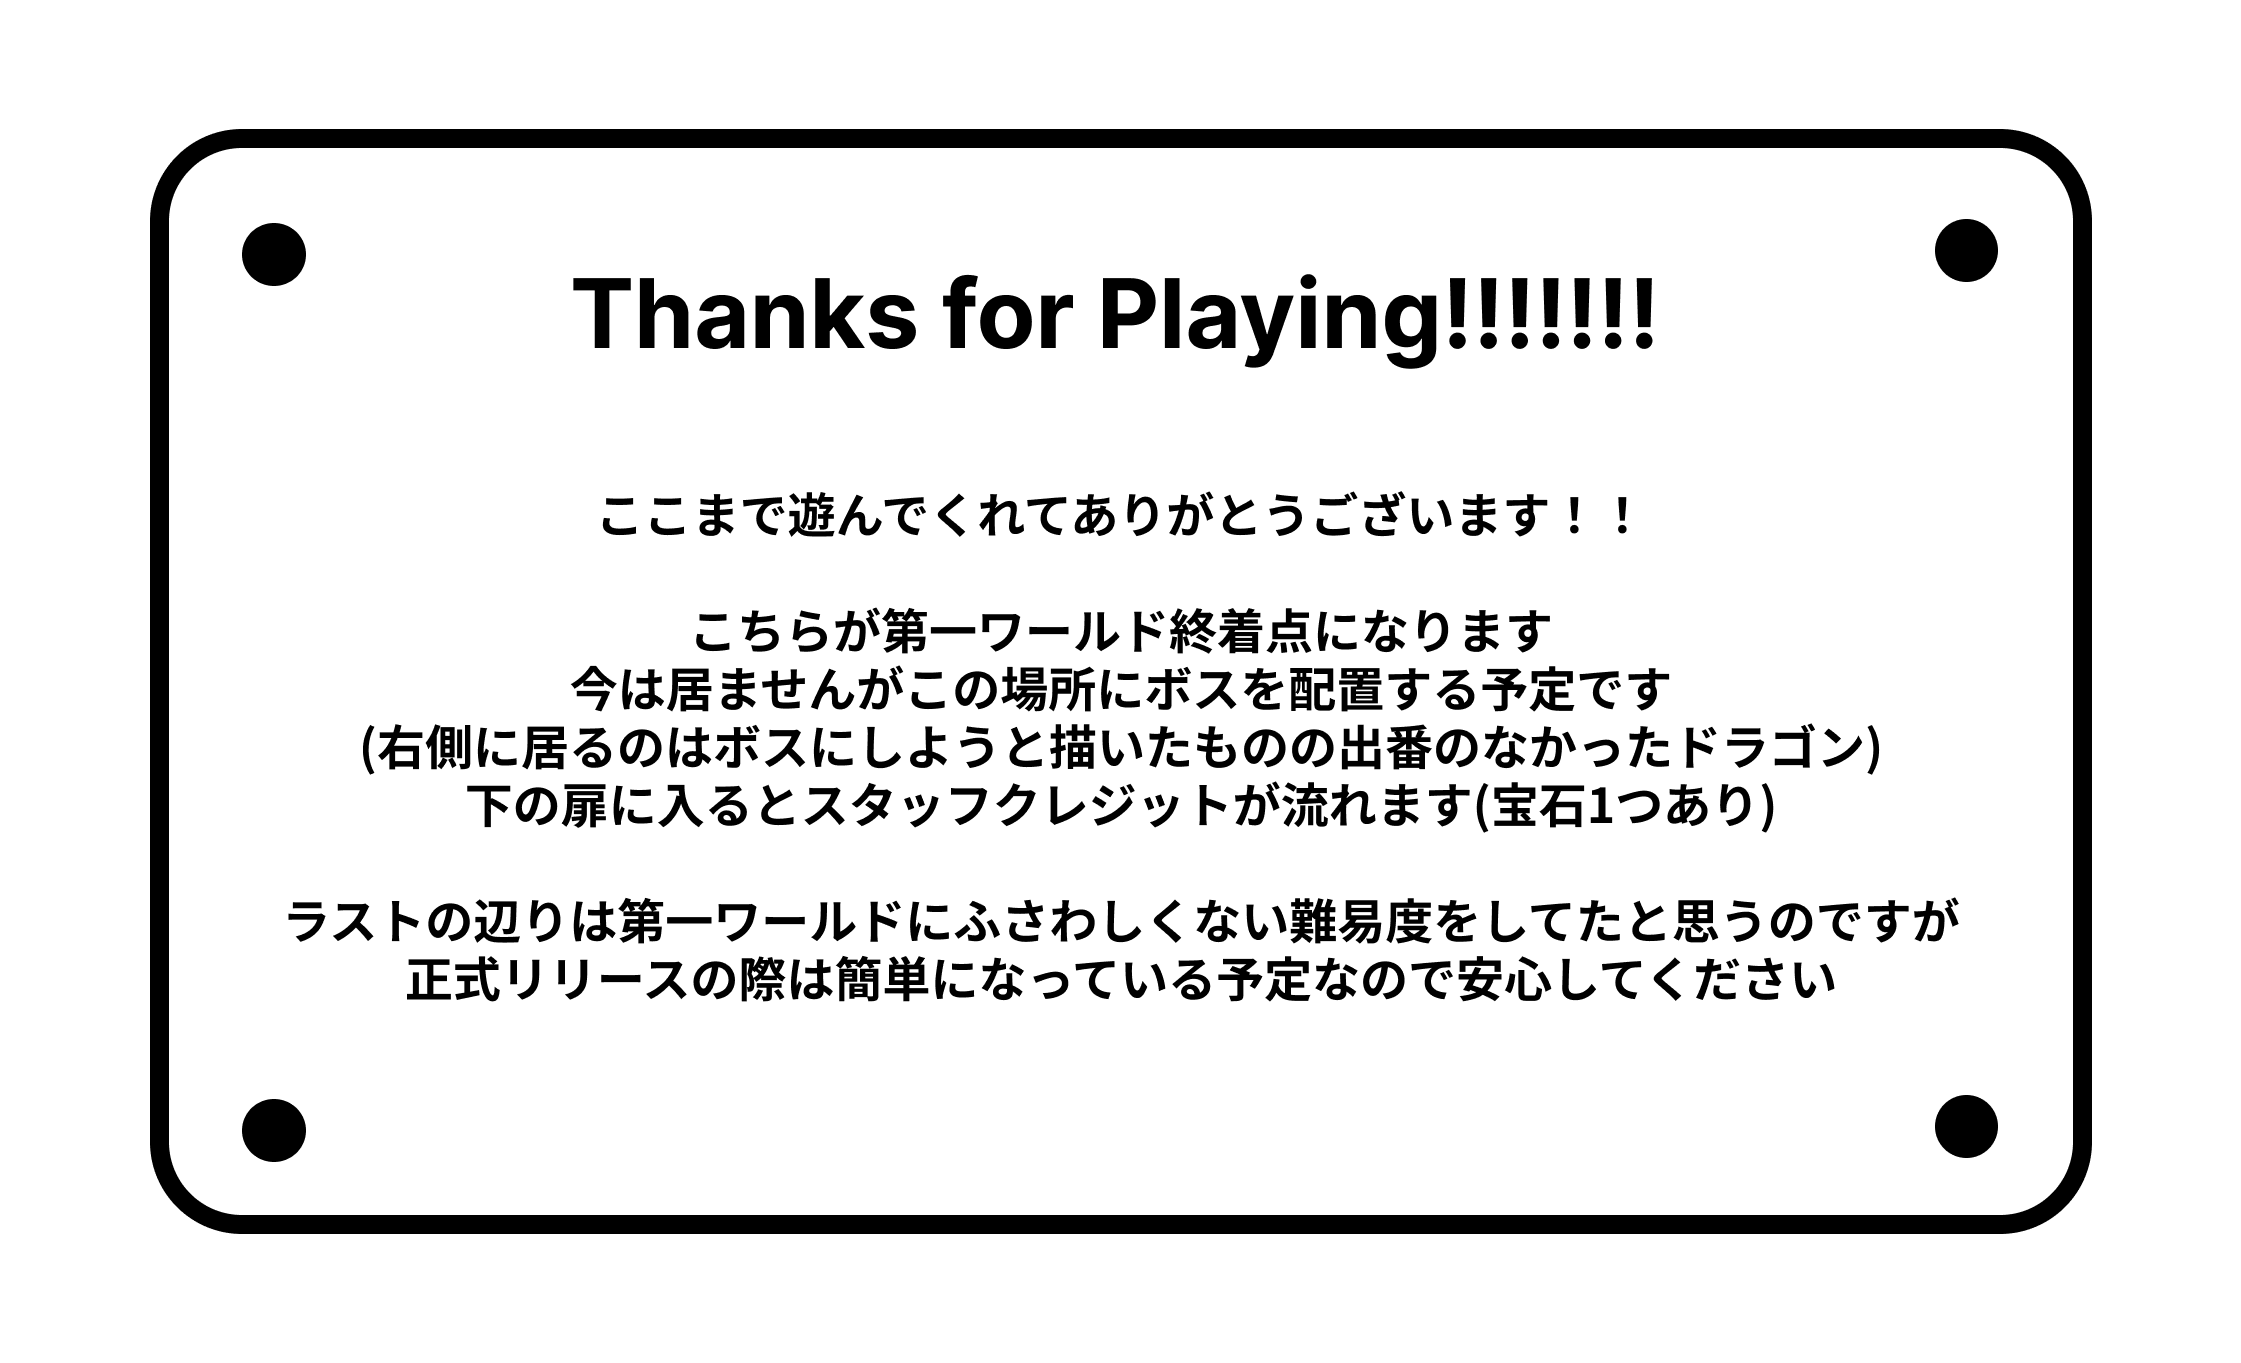 Thanks for Playing!!!!!!!
ここまで遊んでくれてありがとうございます！！
こちらが第一ワールド終着点になります
今は居ませんがこの場所にボスを配置する予定です
(右側に居るのはボスにしようと描いたものの出番のなかったドラゴン)
下の扉に入るとスタッフクレジットが流れます(宝石1つあり)
ラストの辺りは第一ワールドにふさわしくない難易度をしてたと思うのですが
正式リリースの際は簡単になっている予定なので安心してください